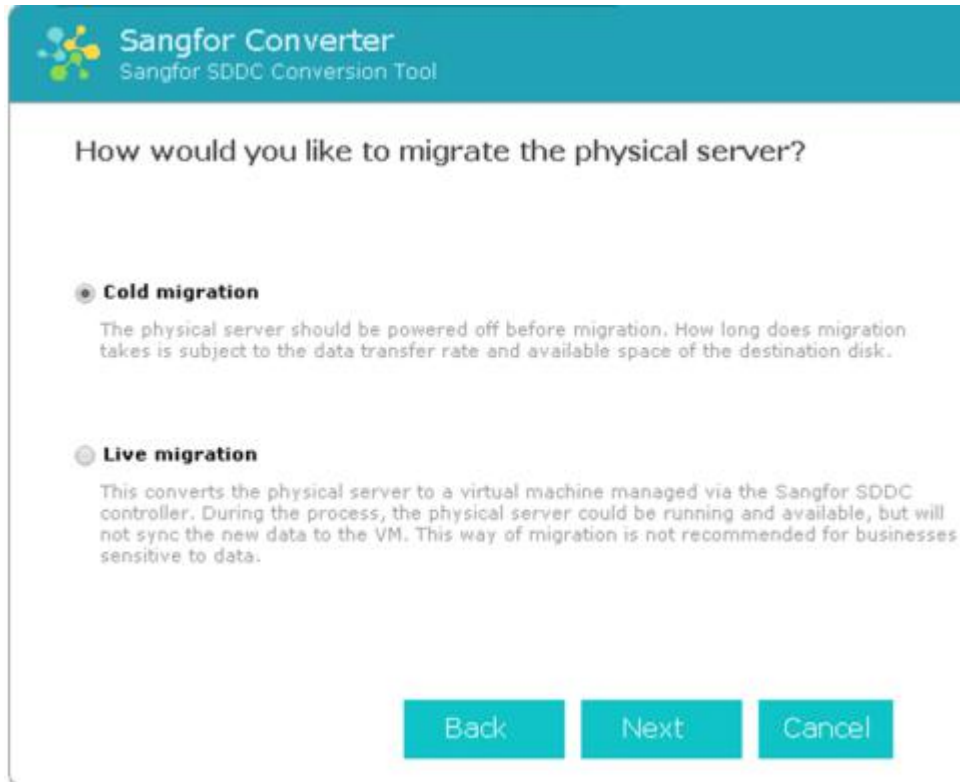 Sangfor Converter
Sangfor SDDC Conversion Tool
How would you like to migrate the physical server?
Cold migration
The physical server should be powered off before migration. How long does migration
takes is subject to the data transfer rate and available space of the destination disk.
Live migration
This converts the physical server to a virtual machine managed via the Sangfor SDDC
controller. During the process, the physical server could be running and available, but will
not sync the new data to the VM. This way of migration is not recommended for businesses
sensitive to data.
Back Next Cancel